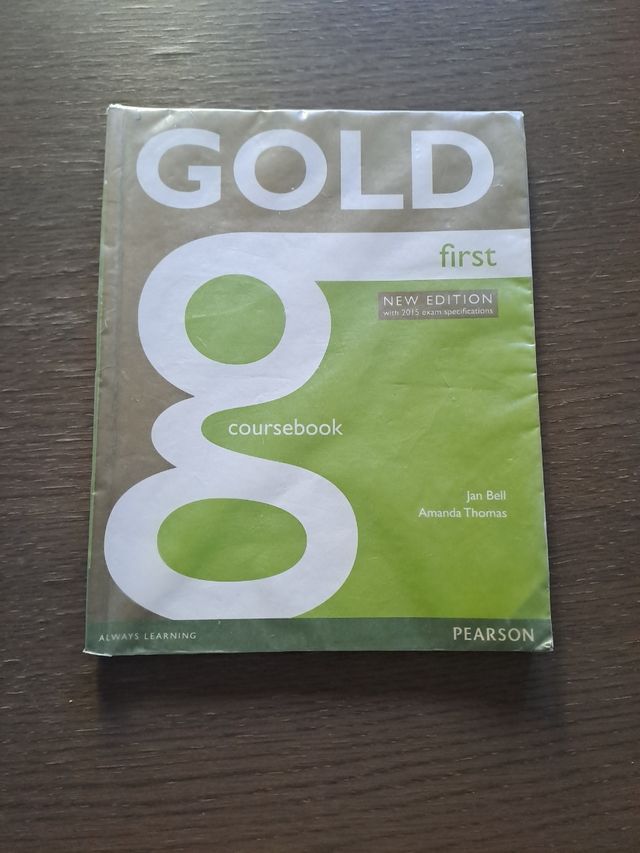 GOLD
first
NEW EDITION
with 2015 exam specifications
coursebook
Jan Bell
Amanda Thomas
ALWAYS LEARNING
PEARSON